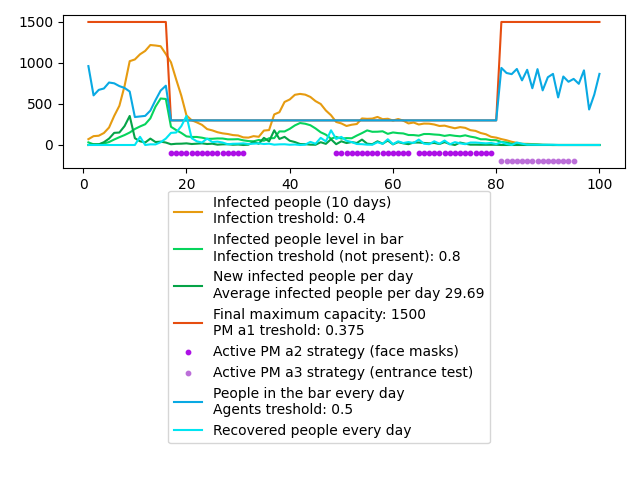 1500
1000
500
0
0
20
40
60
80
100
Infected people (10 days)
Infection treshold: 0.4
Infected people level in bar
Infection treshold (not present): 0.8
New infected people per day
Average infected people per day 29.69
Final maximum capacity: 1500
PM a1 treshold: 0.375
Active PM a2 strategy (face masks)
Active PM a3 strategy (entrance test)
People in the bar every day
Agents treshold: 0.5
Recovered people every day